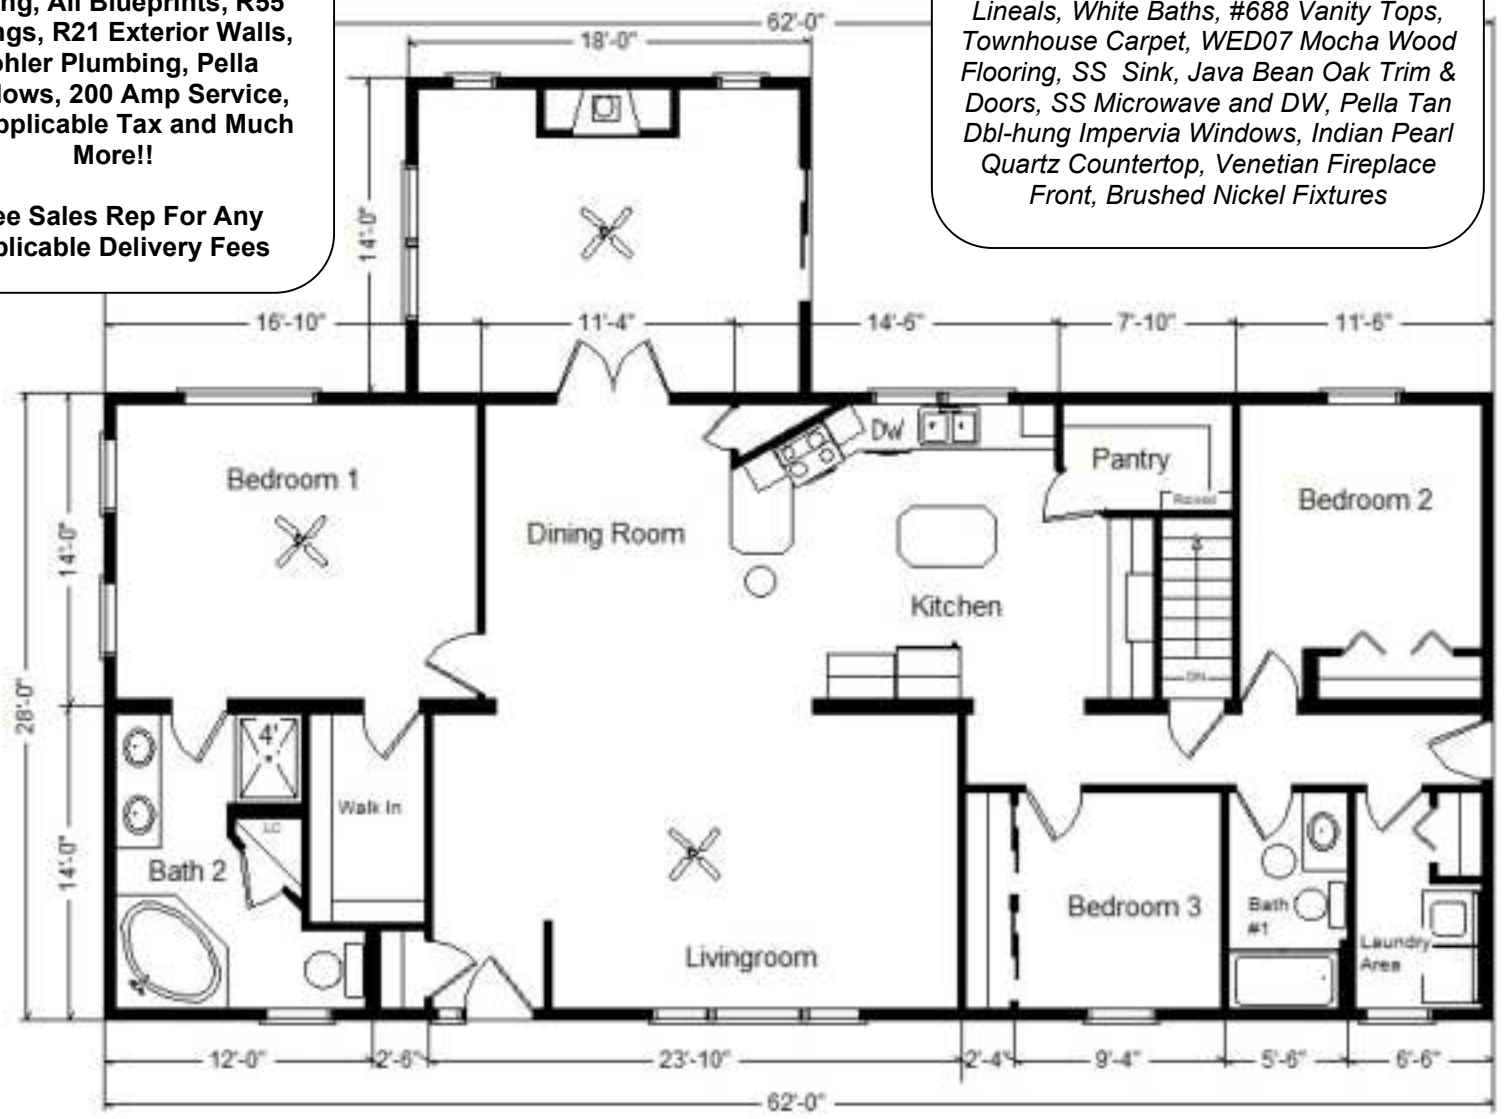 ng, All Blueprints, R55
ngs, R21 Exterior Walls,
ohler Plumbing, Pella
dows, 200 Amp Service,
pplicable Tax and Much
More!!
ee Sales Rep For Any
plicable Delivery Fees
Lineals, White Baths, #688 Vanity Tops,
Townhouse Carpet, WED07 Mocha Wood
Flooring, SS Sink, Java Bean Oak Trim &
Doors, SS Microwave and DW, Pella Tan
Dbl-hung Impervia Windows, Indian Pearl
Quartz Countertop, Venetian Fireplace
Front, Brushed Nickel Fixtures
62'-0"
18'-0"
14'-0"
16'-10"
11'-4"
14'-6"
7'-10"
11'-6"
DW
Pantry
Raised
Bedroom 1
Dining Room
Bedroom 2
14'-0"
Kitchen
DN
28'-0"
4'
Walk In
LC
14'-0"
Bath 2
Bedroom 3
Bath
#1
Livingroom
Laundry
Area
12'-0"
2'-6"
23'-10"
2'-4"
9'-4"
5'-6"
6'-6"
62'-0"